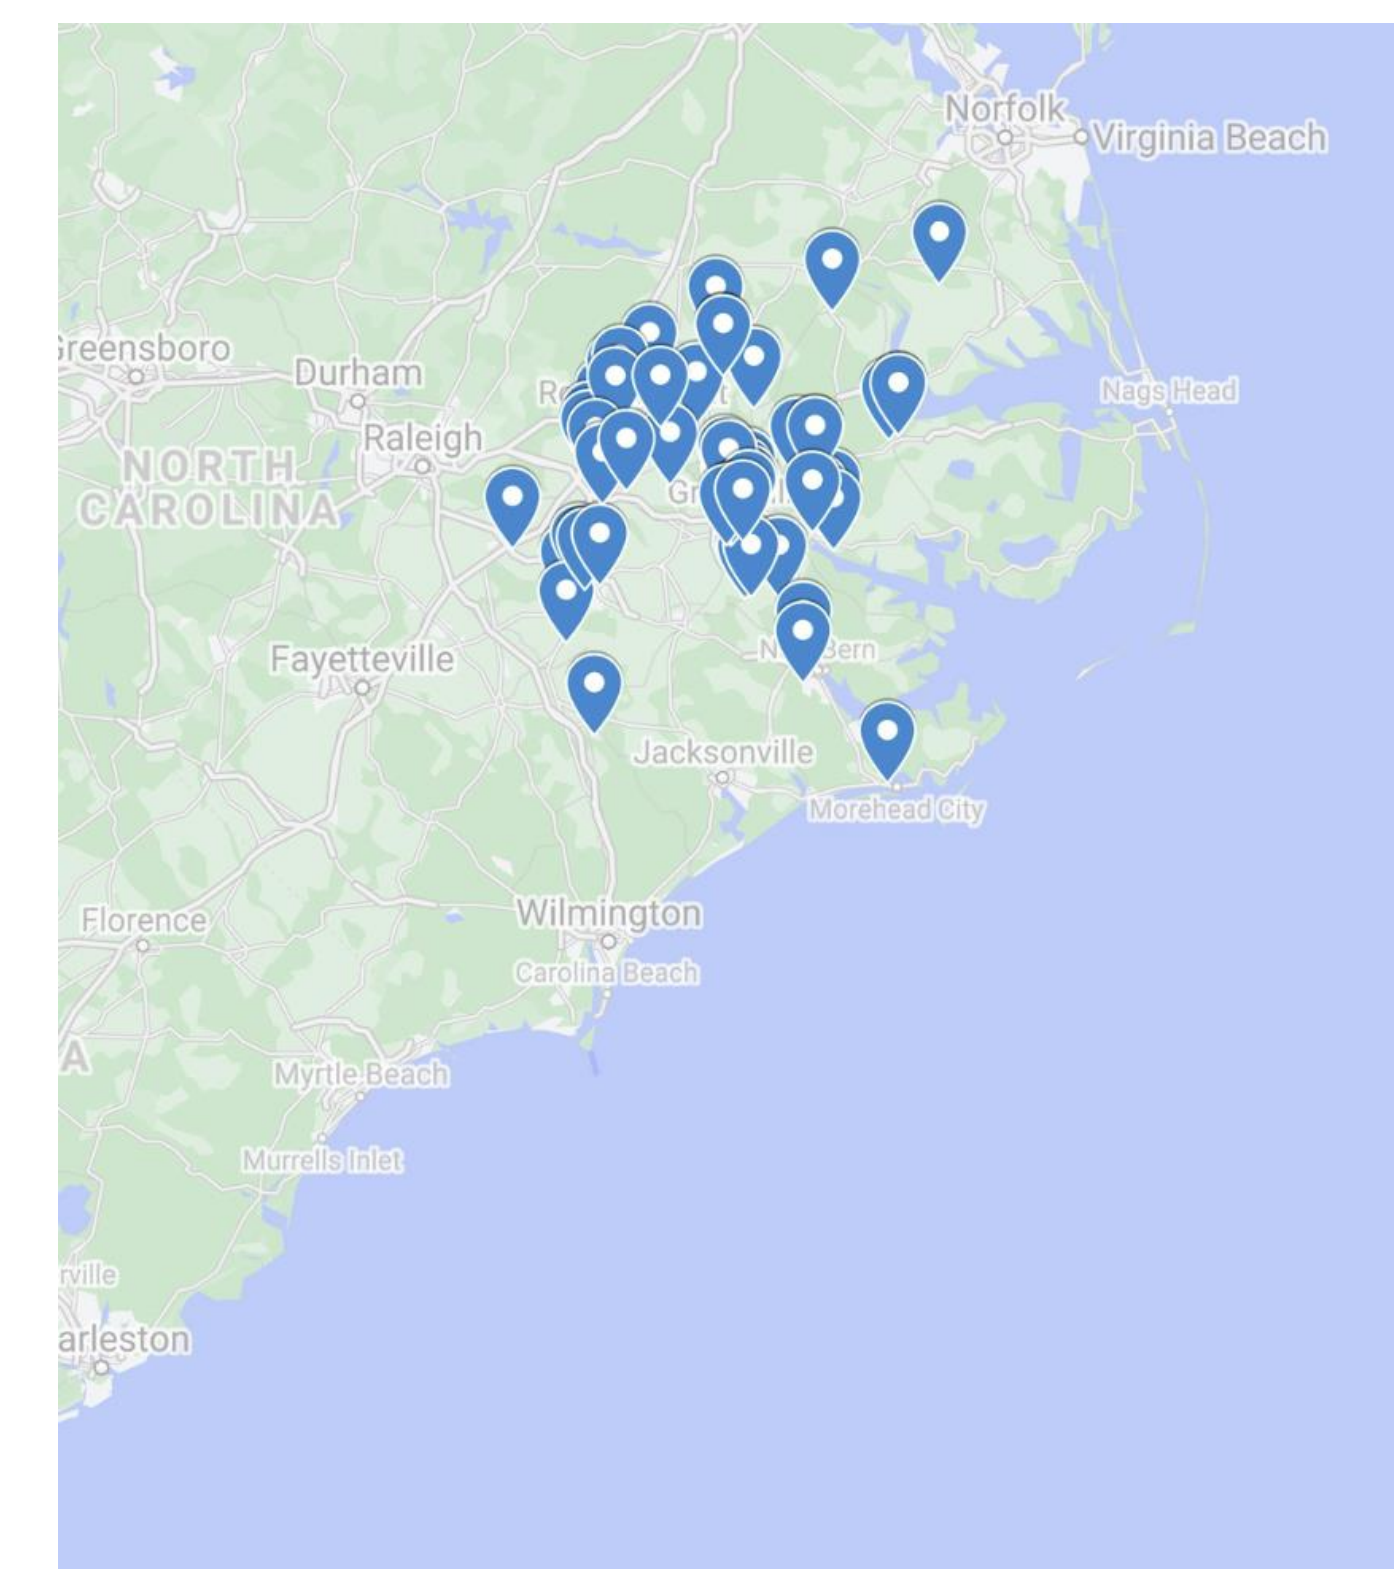 Norfolk
Virginia Beach
Greensboro
Durham
Nags Head
Raleigh
NORTH
CAROLINA
Fayetteville
Jacksonville
Morehead City
Florence
Wilmington
Carolina Beach
A
Myrtle Beach
Murrells Inlet
rville
arleston